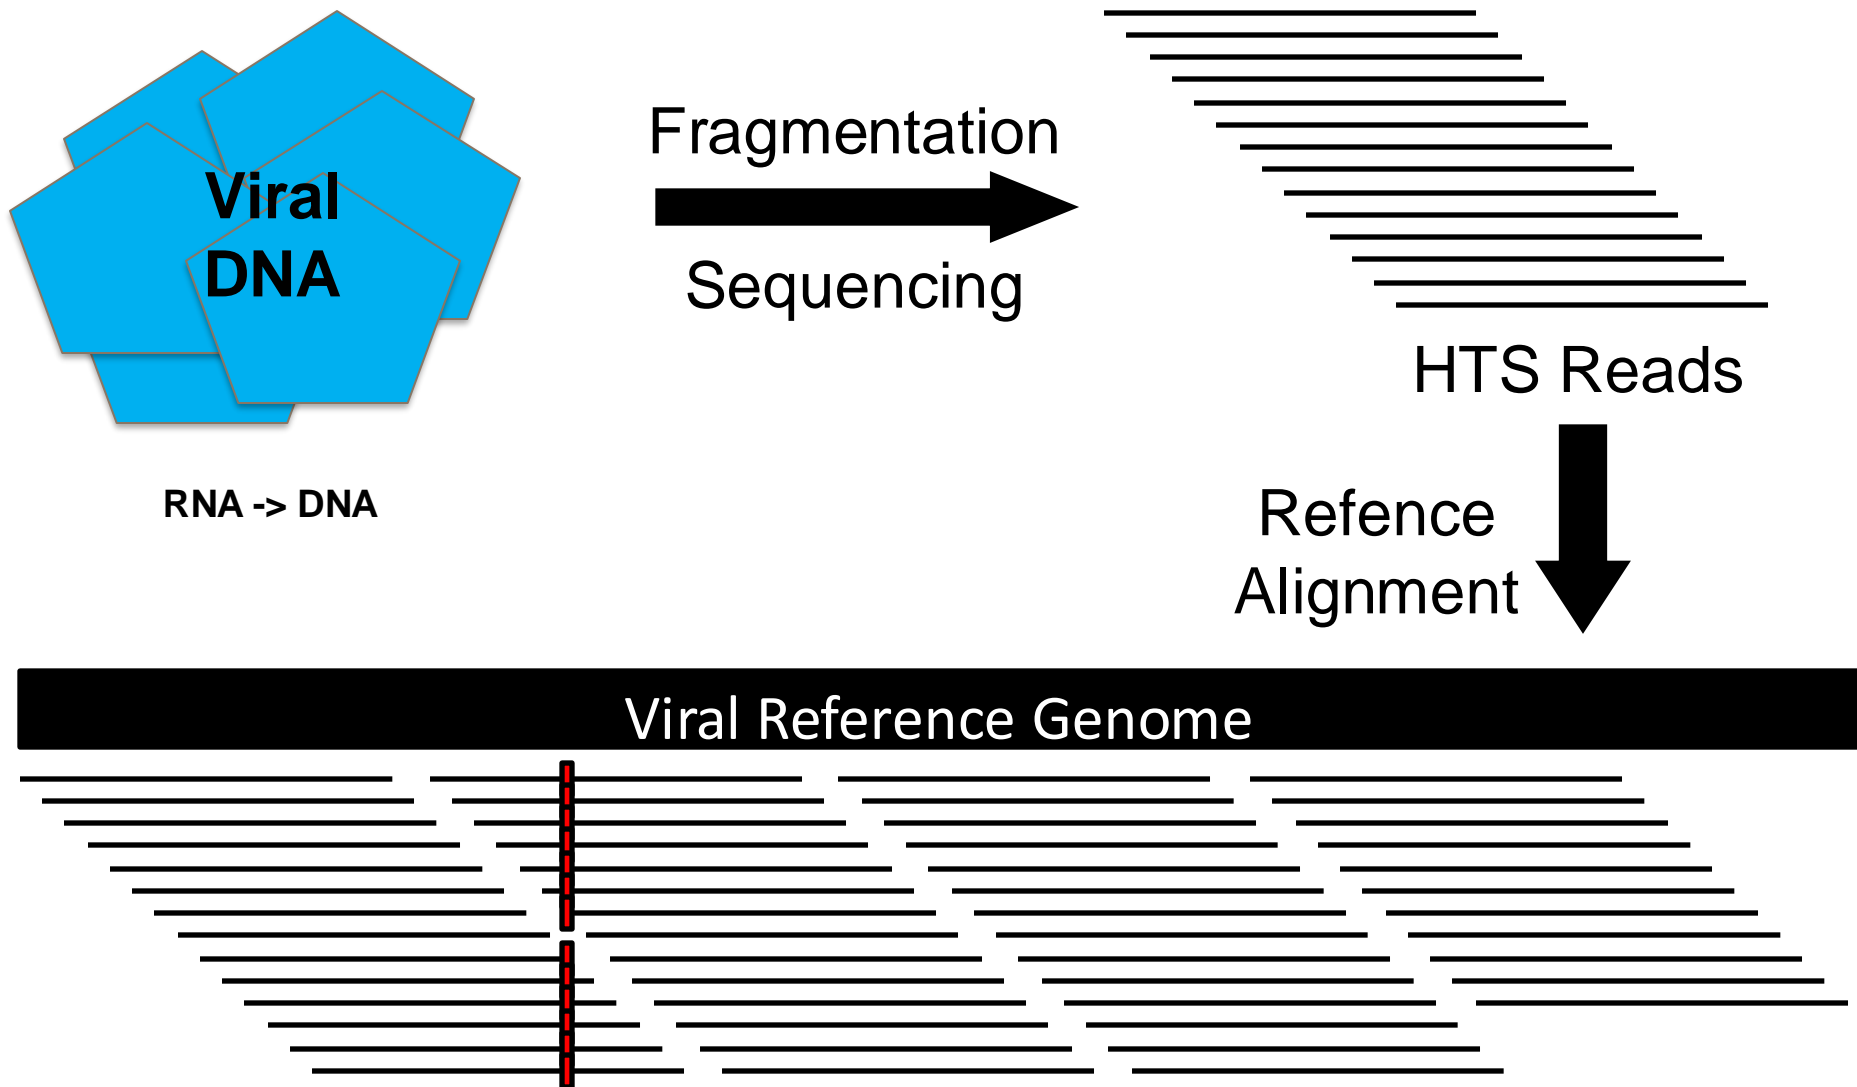 Viral
DNA
RNA -> DNA
Fragmentation
Sequencing
HTS Reads
Refence
Alignment
Viral Reference Genome